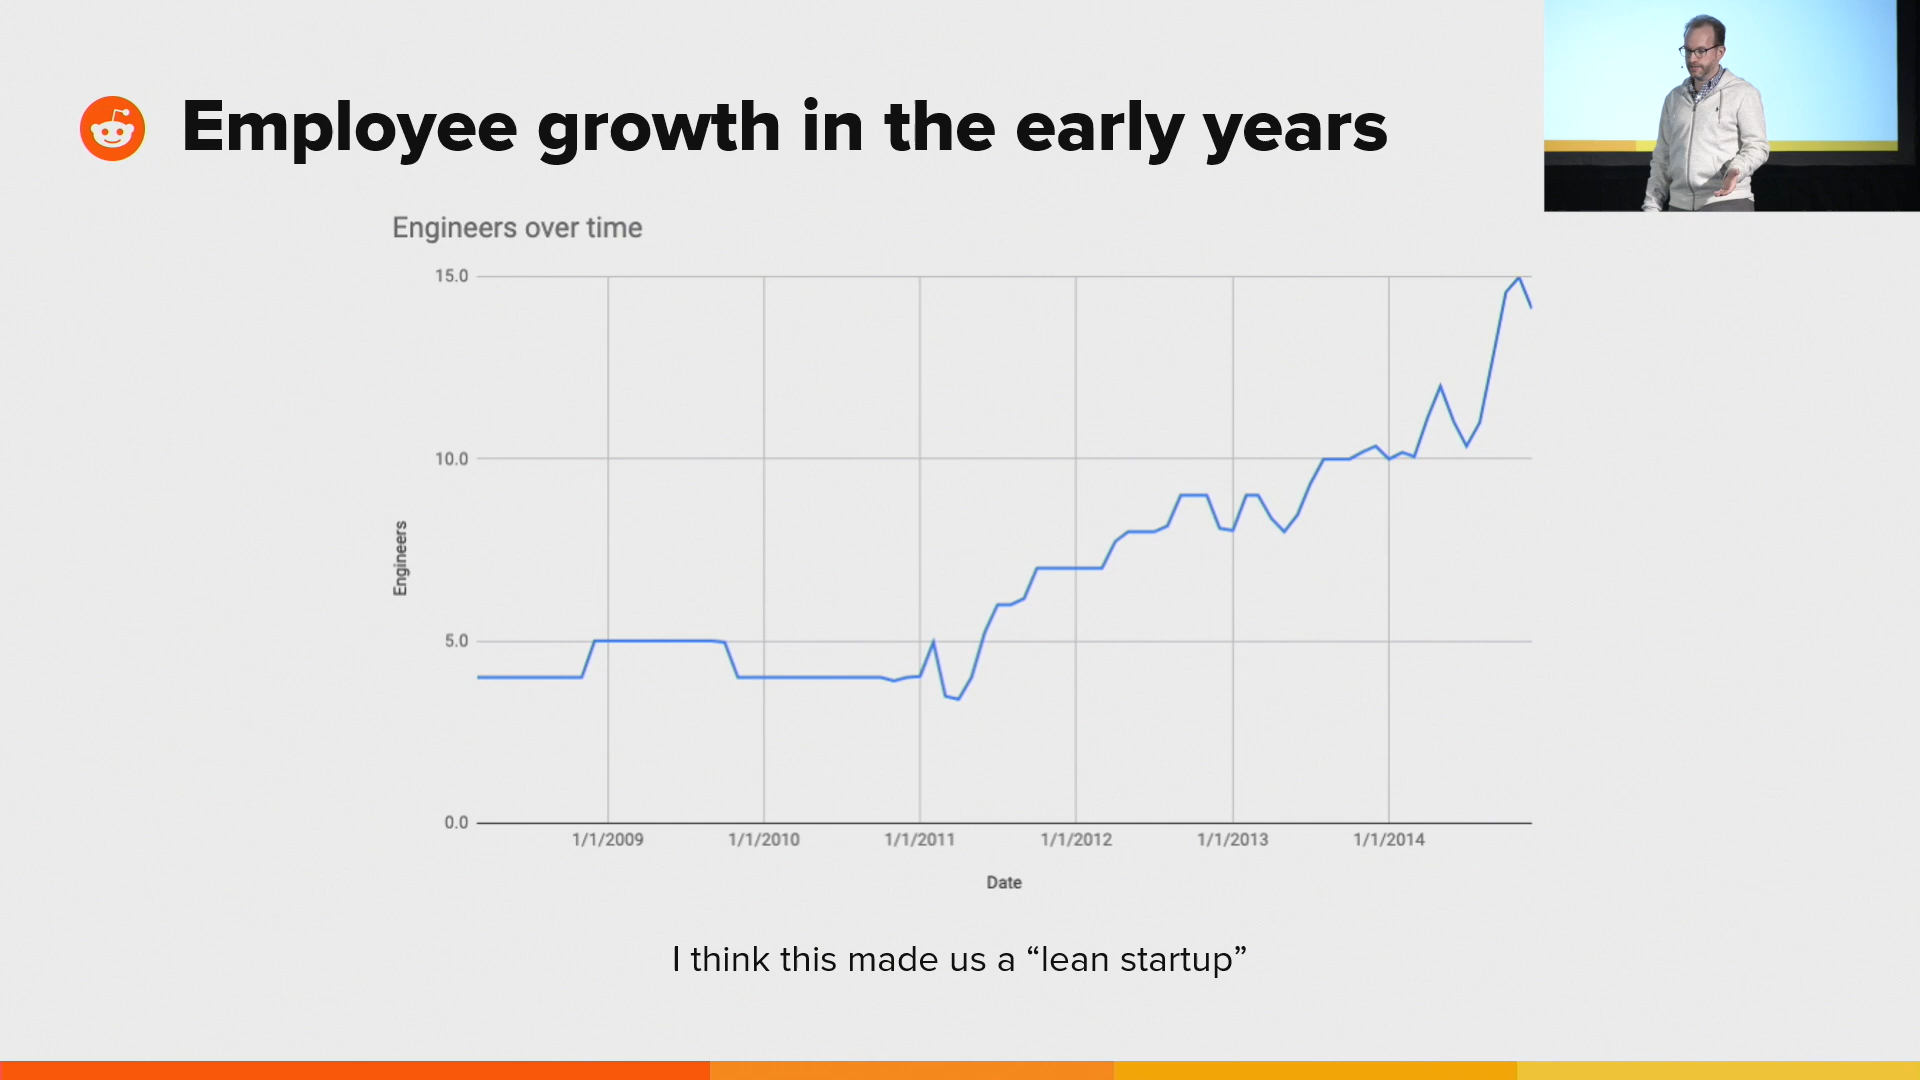 Employee growth in the early years
Engineers over time
15.0
10.0
5.0
0.0
Engineers
1/1/2009 1/1/2010 1/1/2011 1/1/2012 1/1/2013 1/1/2014
Date
I think this made us a “lean startup”